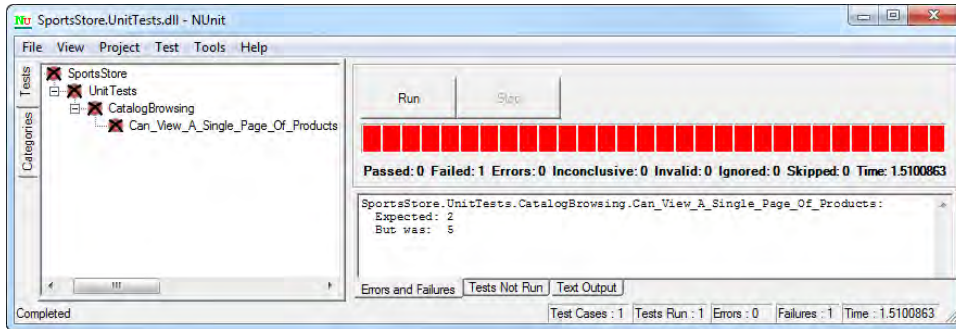 Nu SportsStore.UnitTests.dll - NUnit
File View Project Test Tools Help
Tests
Categories
SportsStore
UnitTests
CatalogBrowsing
Can_View_A_Single_Page_Of_Products
Run
Stop
Passed: 0 Failed: 1 Errors: 0 Inconclusive: 0 Invalid: 0 Ignored: 0 Skipped: 0 Time: 1.5100863
SportsStore.UnitTests.CatalogBrowsing.Can_View_A_Single_Page_Of_Products:
Expected: 2
But was: 5
Errors and Failures Tests Not Run Text Output
Completed Test Cases : 1 Tests Run : 1 Errors : 0 Failures : 1 Time : 1.5100863